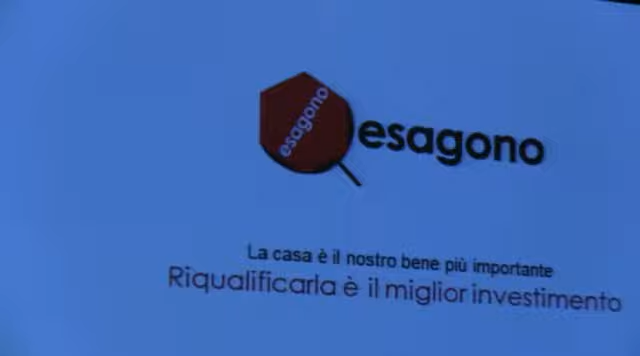 esagono
esagono
La casa è il nostro bene più importante
Riqualificarla è il miglior investimento